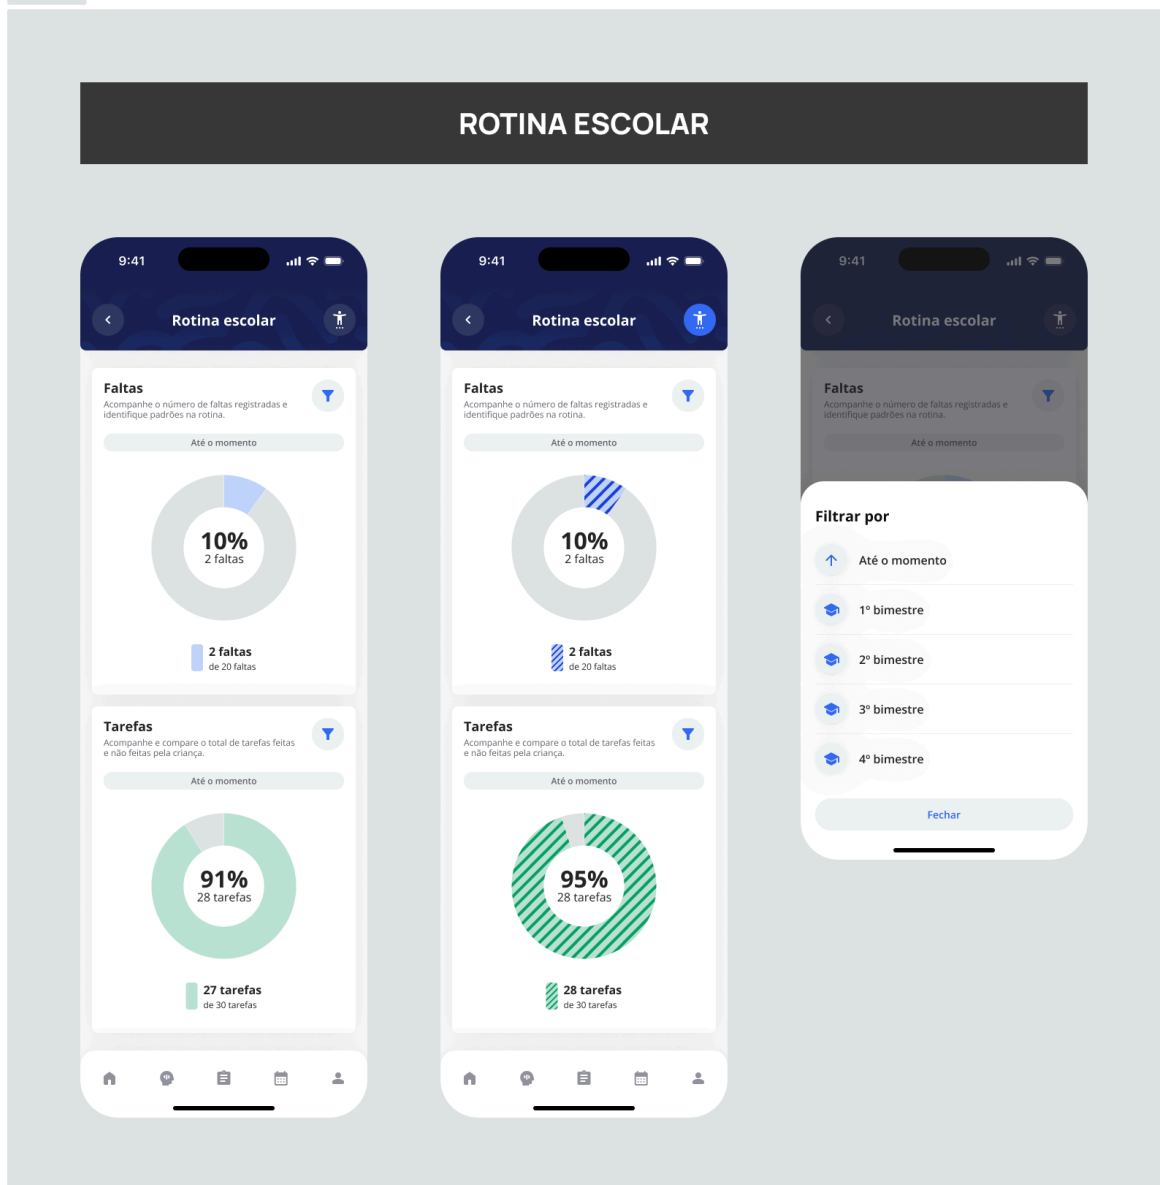 ROTINA ESCOLAR
9:41
Rotina escolar
Faltas
Acompanhe o número de faltas registradas e
identifique padrões na rotina.
Até o momento
10%
2 faltas
2 faltas
de 20 faltas
Tarefas
Acompanhe e compare o total de tarefas feitas
e não feitas pela criança.
Até o momento
91%
28 tarefas
27 tarefas
de 30 tarefas
9:41
Rotina escolar
Faltas
Acompanhe o número de faltas registradas e
identifique padrões na rotina.
Até o momento
10%
2 faltas
2 faltas
de 20 faltas
Tarefas
Acompanhe e compare o total de tarefas feitas
e não feitas pela criança.
Até o momento
95%
28 tarefas
28 tarefas
de 30 tarefas
9:41
Rotina escolar
Faltas
Acompanhe o número de faltas registradas e
identifique padrões na rotina.
Até o momento
Filtrar por
Até o momento
1º bimestre
2º bimestre
3º bimestre
4º bimestre
Fechar